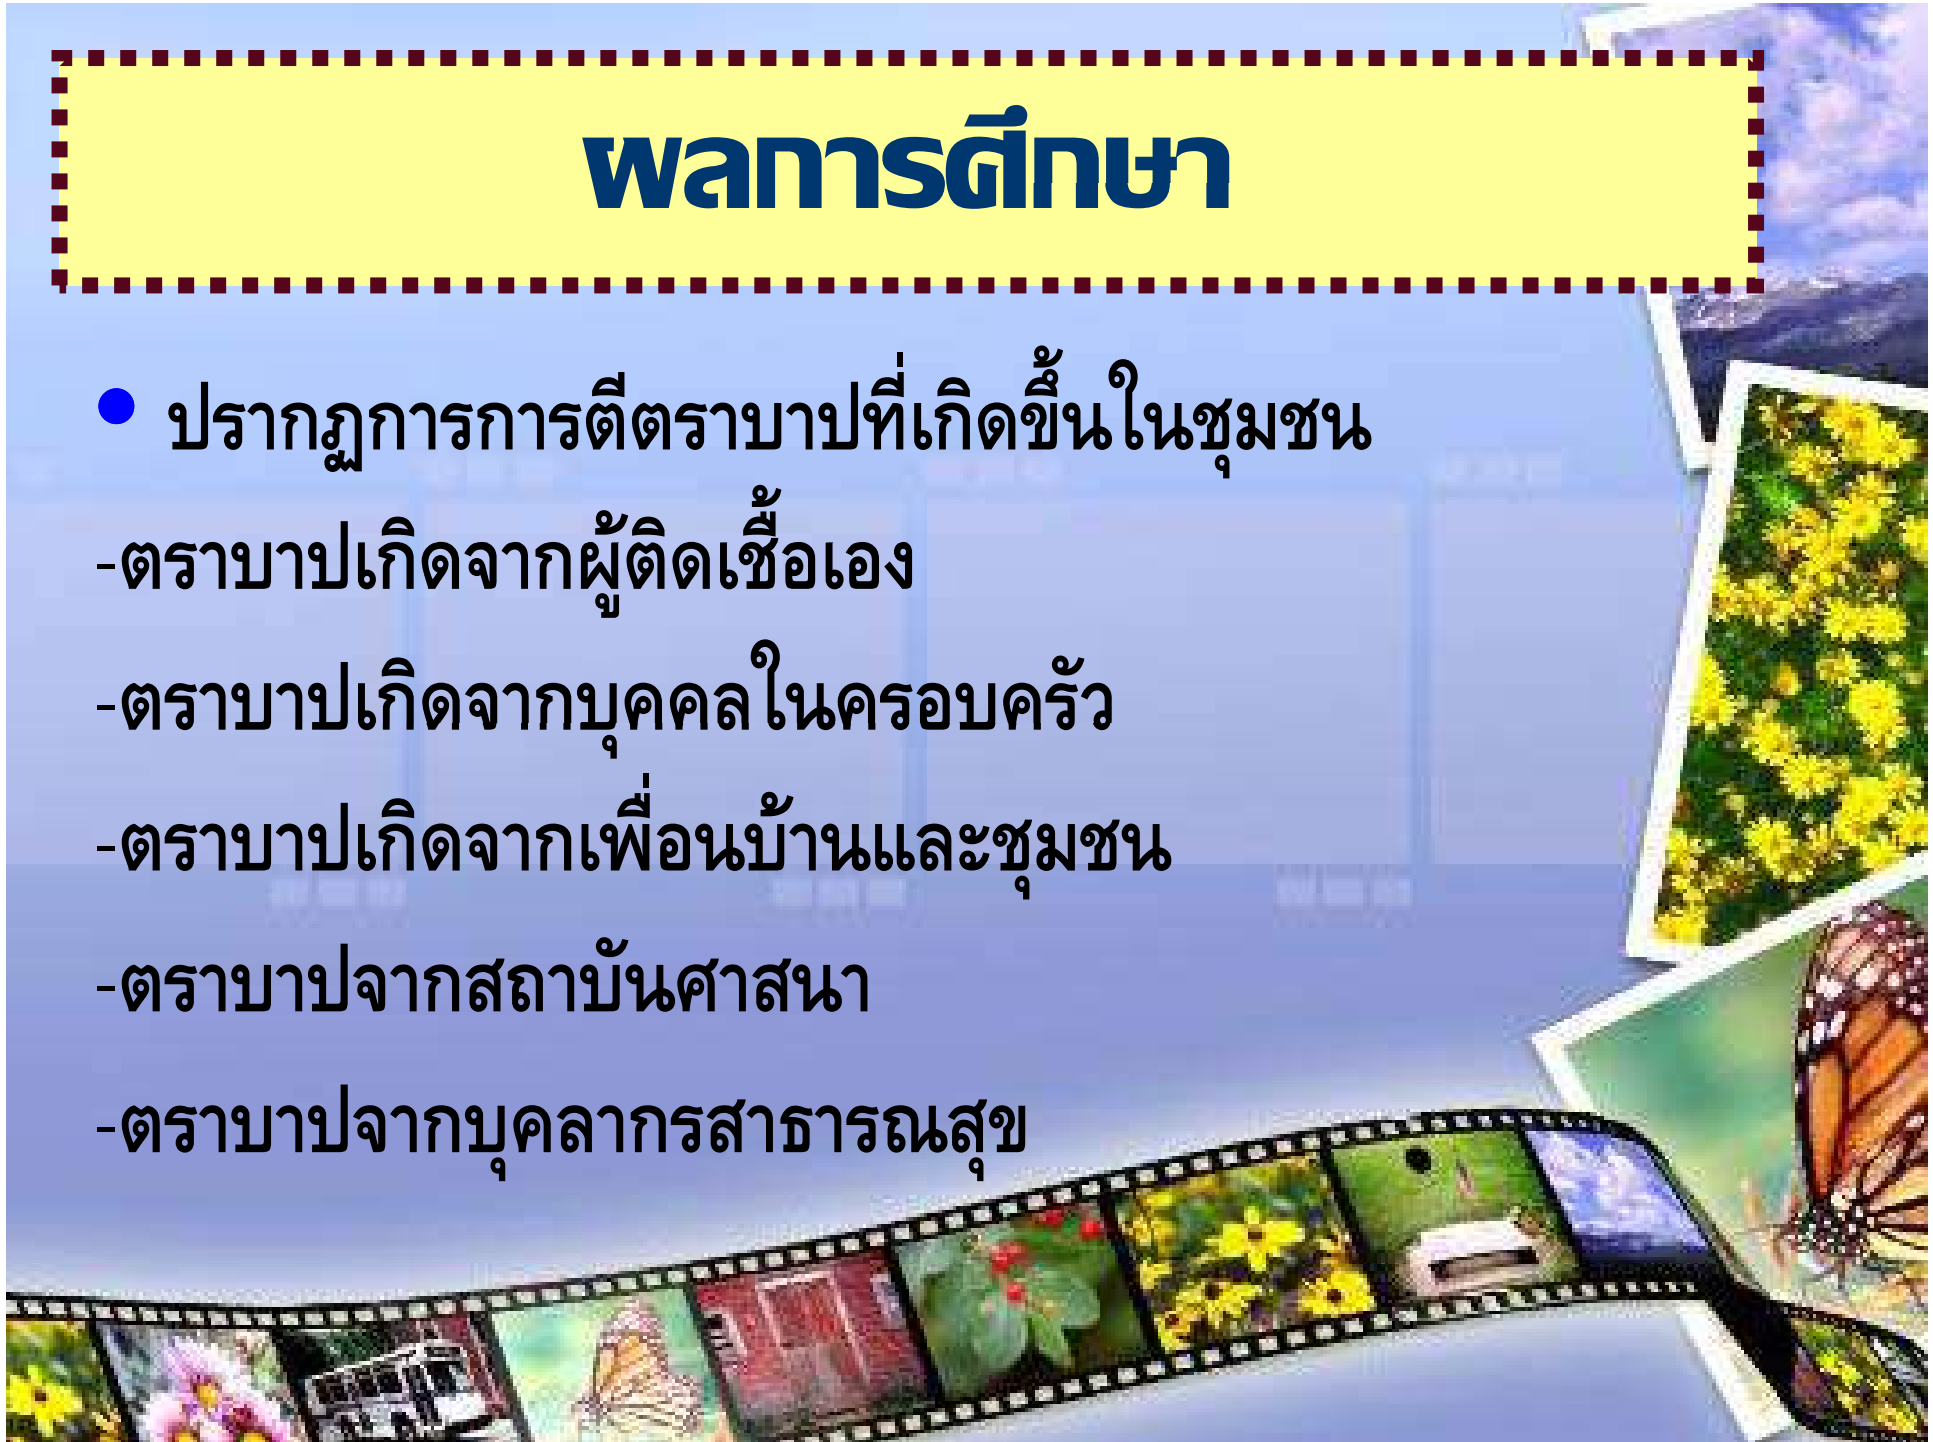 ผลการศึกษา
• ปรากฏการการตีตราบาปที่เกิดขึ้นในชุมชน
-ตราบาปเกิดจากผู้ติดเชื้อเอง
-ตราบาปเกิดจากบุคคลในครอบครัว
-ตราบาปเกิดจากเพื่อนบ้านและชุมชน
-ตราบาปจากสถาบันศาสนา
-ตราบาปจากบุคลากรสาธารณสุข